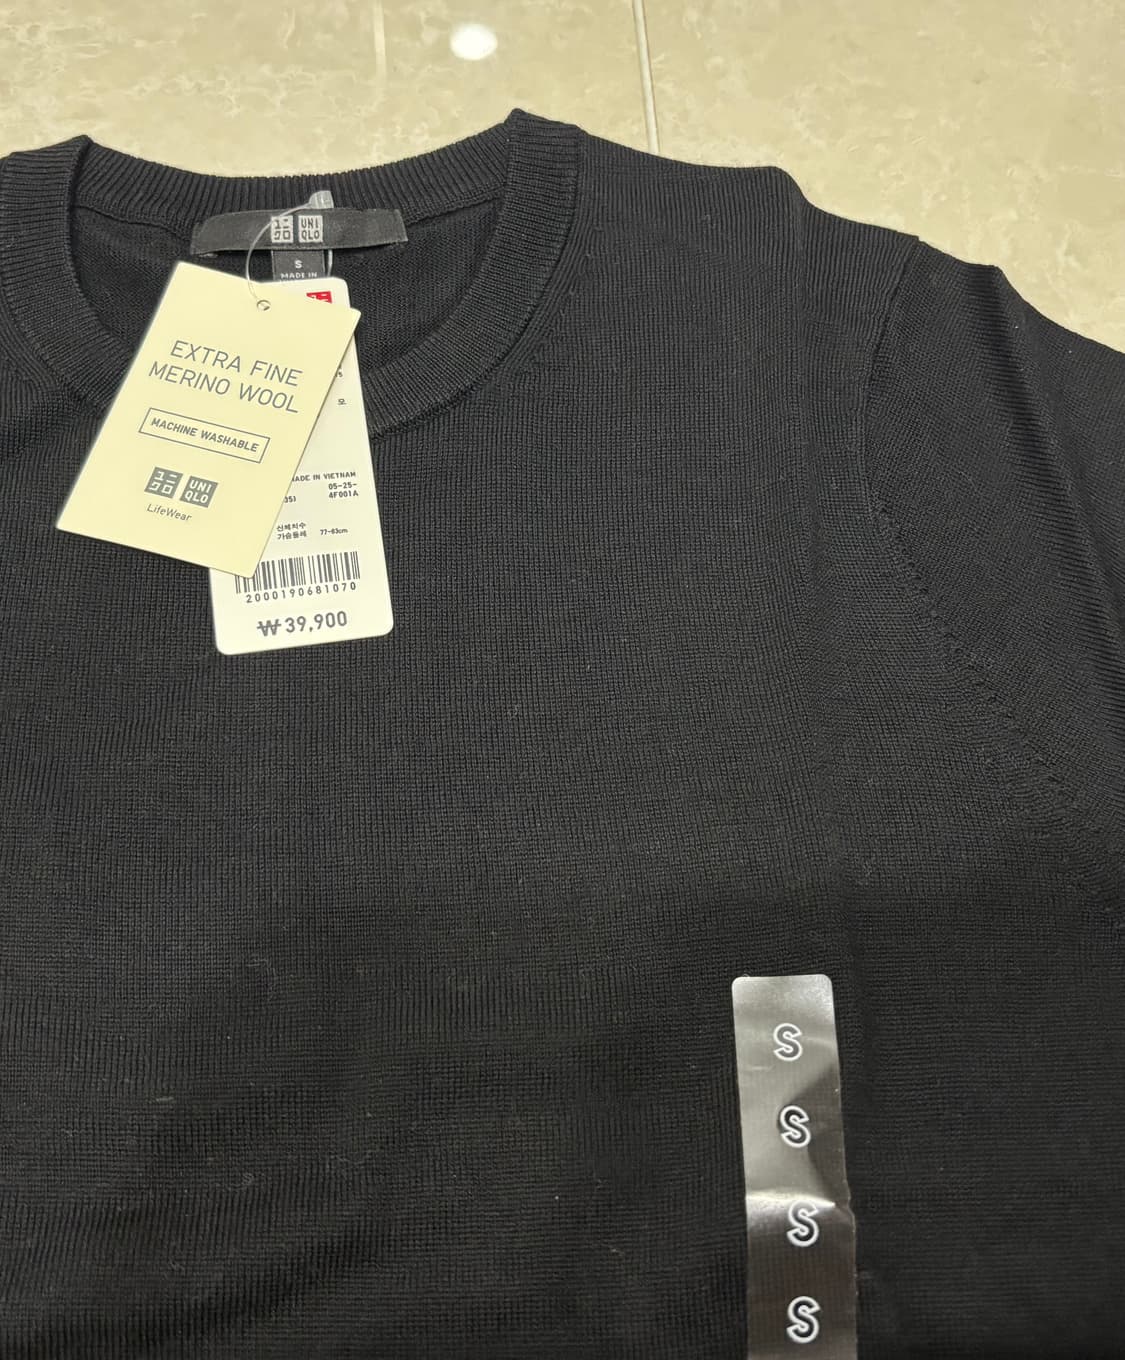 ユニ UNI
クロ QLO
S
MADE IN
EXTRA FINE
MERINO WOOL
MACHINE WASHABLE
ユニ UNI
クロ QLO
LifeWear
모
MADE IN VIETNAM
05-25-
4F001A
신체치수
가슴둘레 77-83cm
2000190681070
₩39,900
S
S
S
S